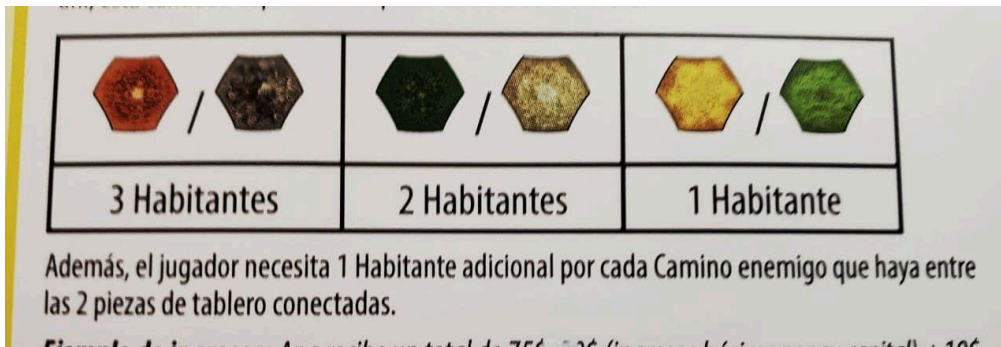 / / /
3 Habitantes 2 Habitantes 1 Habitante
Además, el jugador necesita 1 Habitante adicional por cada Camino enemigo que haya entre
las 2 piezas de tablero conectadas.